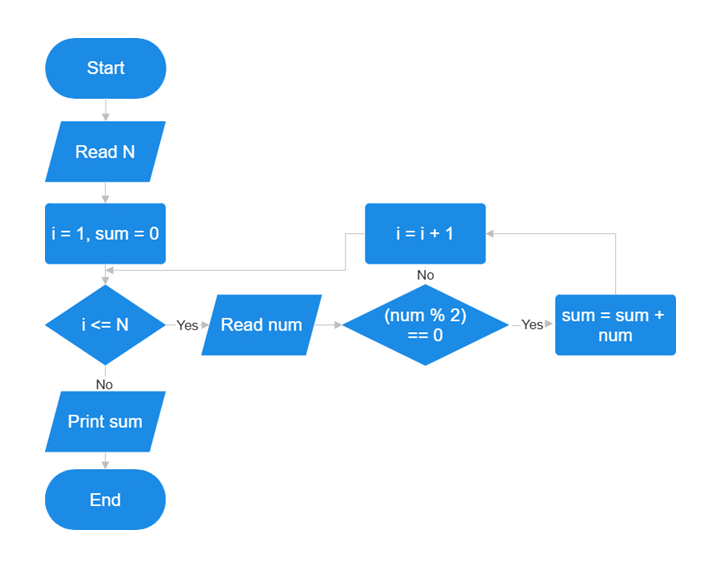 Start
Read N
i = 1, sum = 0
i = i + 1
No
i <= N
Yes
Read num
(num % 2)
== 0
Yes
sum = sum +
num
No
Print sum
End